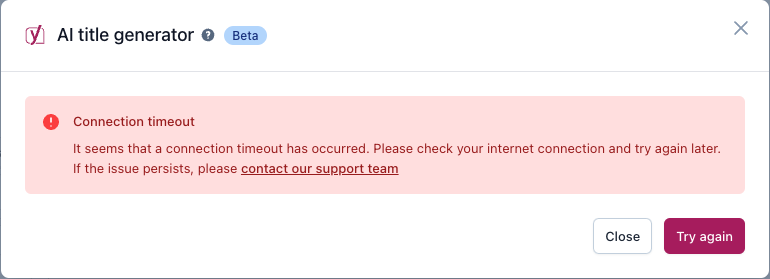 AI title generator
Beta
Connection timeout
It seems that a connection timeout has occurred. Please check your internet connection and try again later.
If the issue persists, please contact our support team
Close
Try again